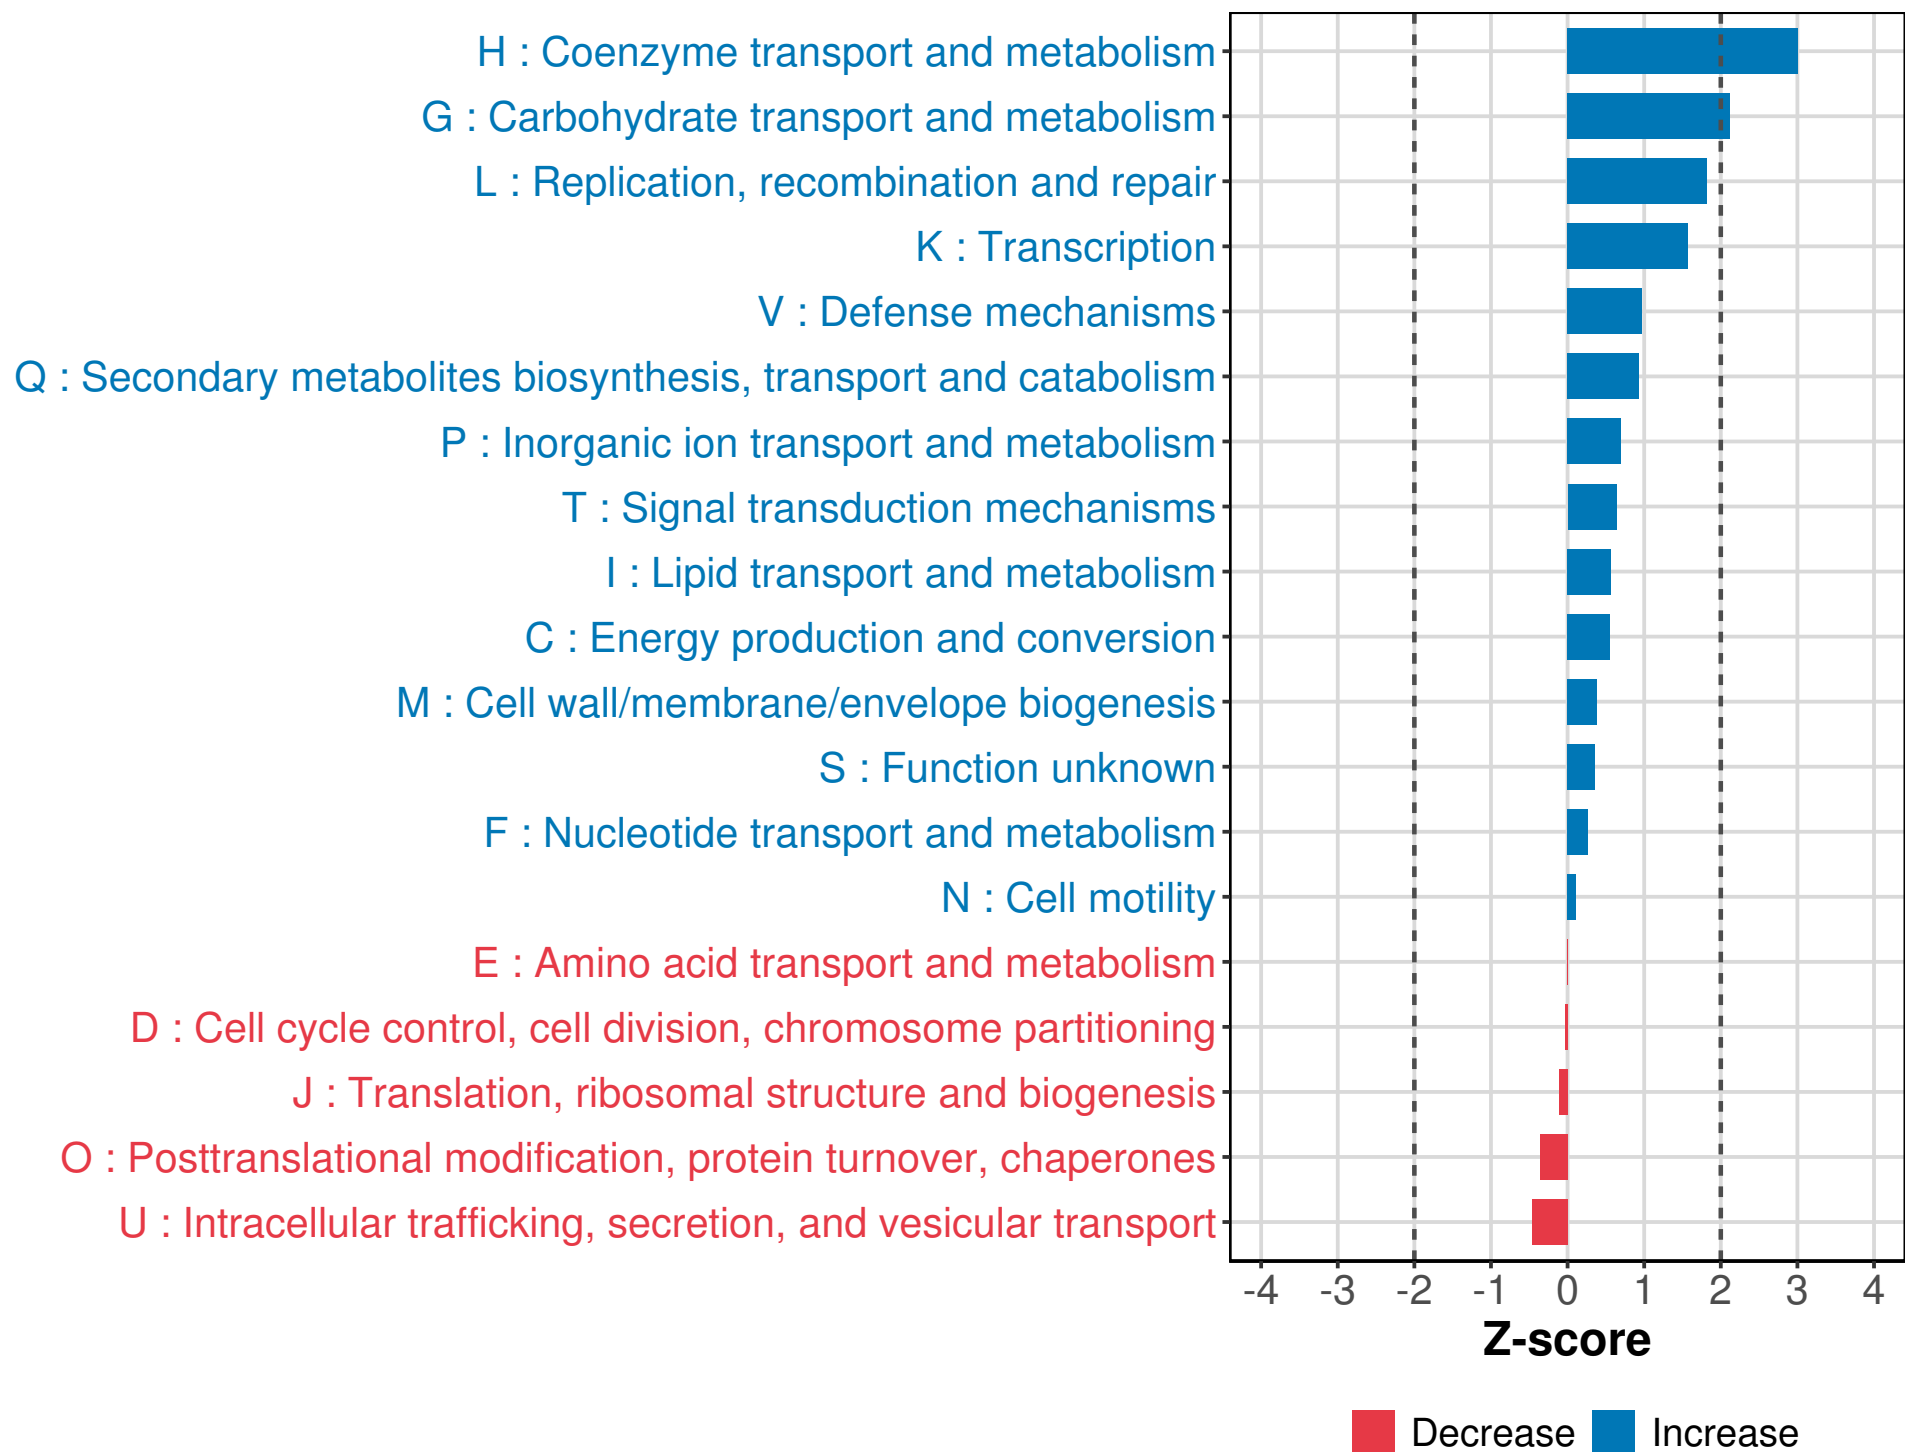 H : Coenzyme transport and metabolism
G : Carbohydrate transport and metabolism
L : Replication, recombination and repair
K : Transcription
V : Defense mechanisms
Q : Secondary metabolites biosynthesis, transport and catabolism
P : Inorganic ion transport and metabolism
T : Signal transduction mechanisms
I : Lipid transport and metabolism
C : Energy production and conversion
M : Cell wall/membrane/envelope biogenesis
S : Function unknown
F : Nucleotide transport and metabolism
N : Cell motility
E : Amino acid transport and metabolism
D : Cell cycle control, cell division, chromosome partitioning
J : Translation, ribosomal structure and biogenesis
O : Posttranslational modification, protein turnover, chaperones
U : Intracellular trafficking, secretion, and vesicular transport
-4 -3 -2 -1 0 1 2 3 4
Z-score
Decrease Increase